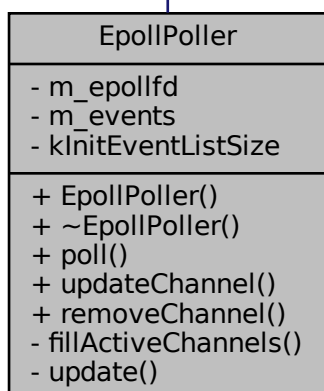 EpollPoller
- m_epollfd
- m_events
- kInitEventListSize
+ EpollPoller()
+ ~EpollPoller()
+ poll()
+ updateChannel()
+ removeChannel()
- fillActiveChannels()
- update()